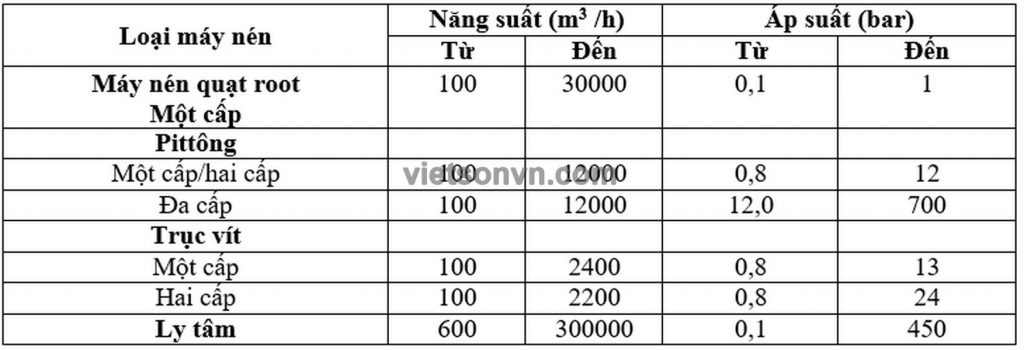 Loại máy nén Năng suất (m³ /h) Áp suất (bar)
Từ Đến Từ Đến
Máy nén quạt root 100 30000 0,1 1
Một cấp
Pittông
Một cấp/hai cấp 100 12000 0,8 12
vietsonvn.com
Đa cấp 100 12000 12,0 700
Trục vít
Một cấp 100 2400 0,8 13
Hai cấp 100 2200 0,8 24
Ly tâm 600 300000 0,1 450